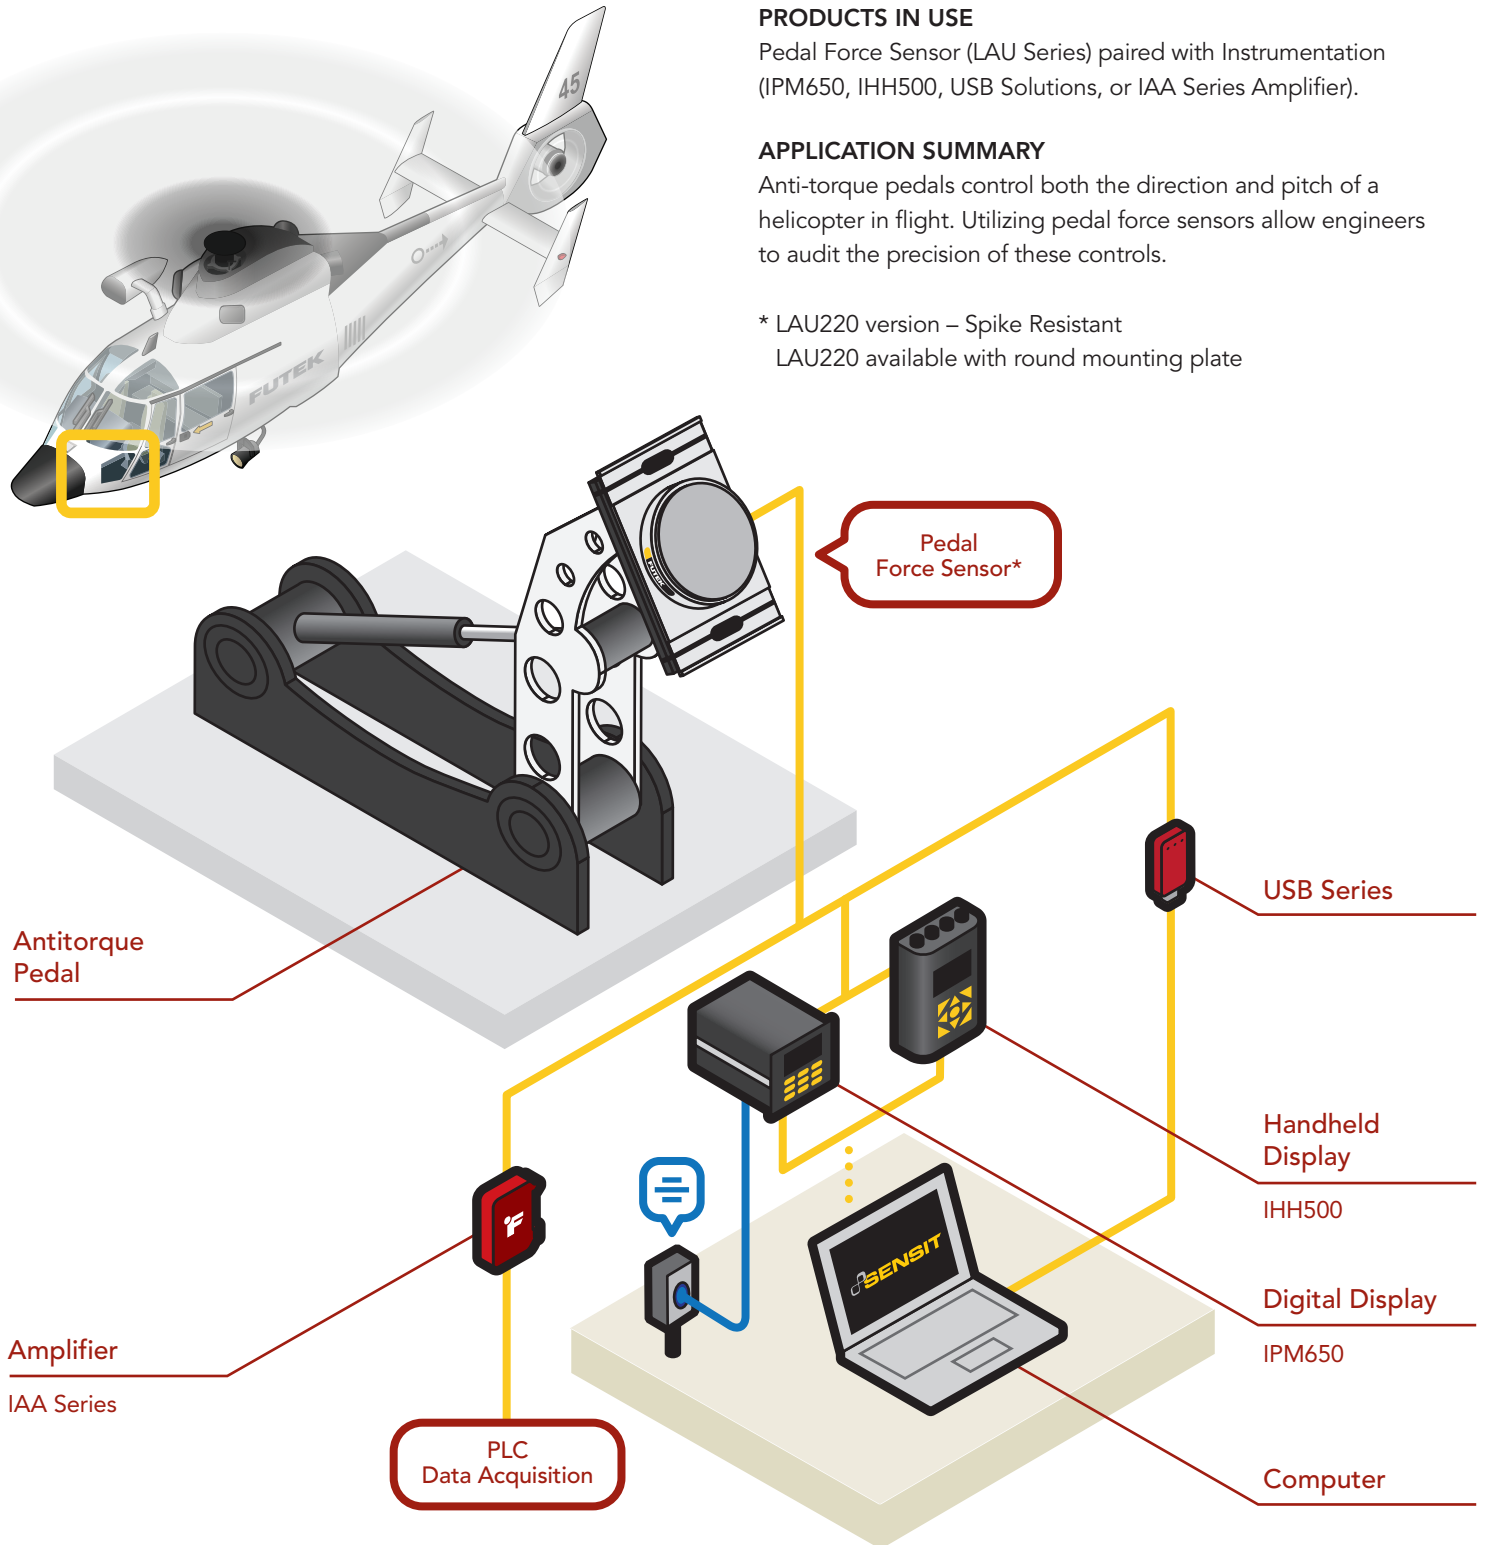 PRODUCTS IN USE
Pedal Force Sensor (LAU Series) paired with Instrumentation
(IPM650, IHH500, USB Solutions, or IAA Series Amplifier).
APPLICATION SUMMARY
Anti-torque pedals control both the direction and pitch of a
helicopter in flight. Utilizing pedal force sensors allow engineers
to audit the precision of these controls.
* LAU220 version – Spike Resistant
LAU220 available with round mounting plate
45
FUTEK
Pedal
Force Sensor*
FUTEK
USB Series
Antitorque
Pedal
Handheld
Display
IHH500
SENSIT
Digital Display
IPM650
Amplifier
IAA Series
PLC
Data Acquisition
Computer